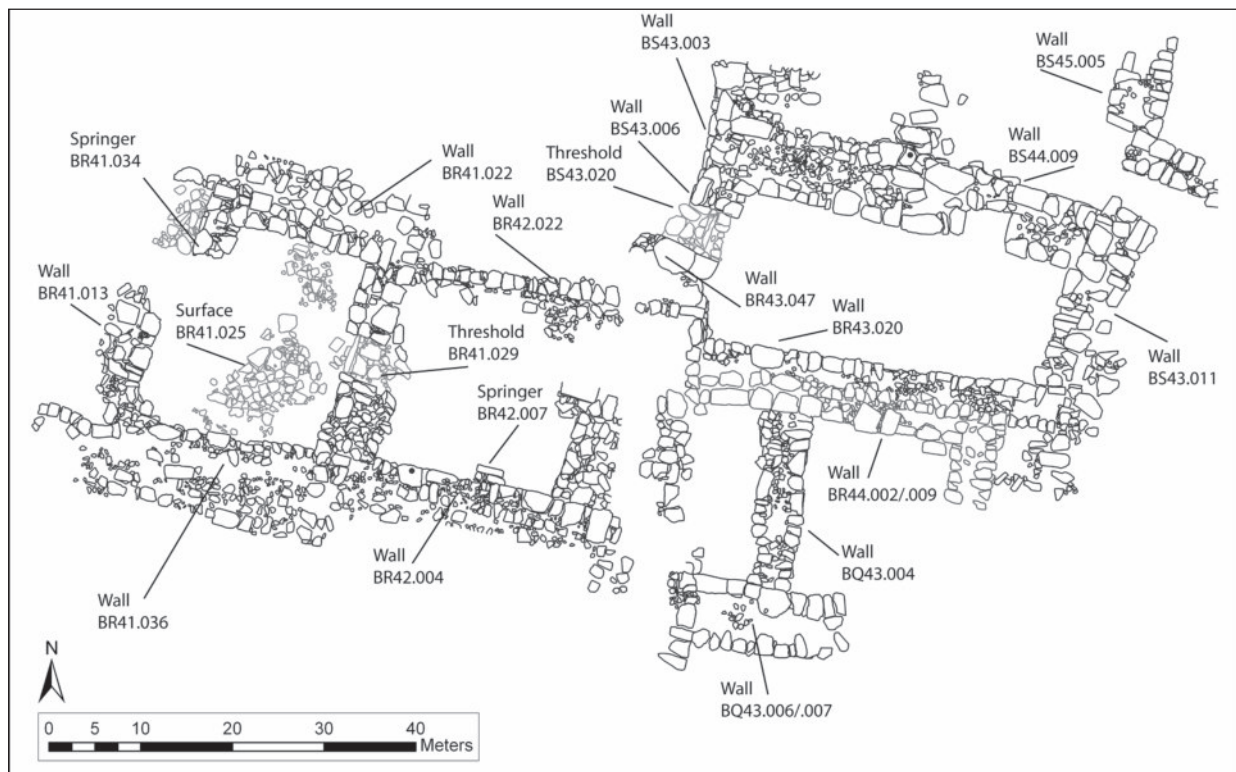 Wall
BS43.003
Wall
BS45.005
Wall
BS43.006
Springer
BR41.034
Wall
BR41.022
Threshold
BS43.020
Wall
BS44.009
Wall
BR42.022
Wall
BR41.013
Wall
BR43.047
Surface
BR41.025
Threshold
BR41.029
Wall
BR43.020
Wall
BS43.011
Springer
BR42.007
Wall
BR44.002/.009
Wall
BR42.004
Wall
BQ43.004
Wall
BR41.036
N
Wall
BQ43.006/.007
0 5 10 20 30 40
Meters